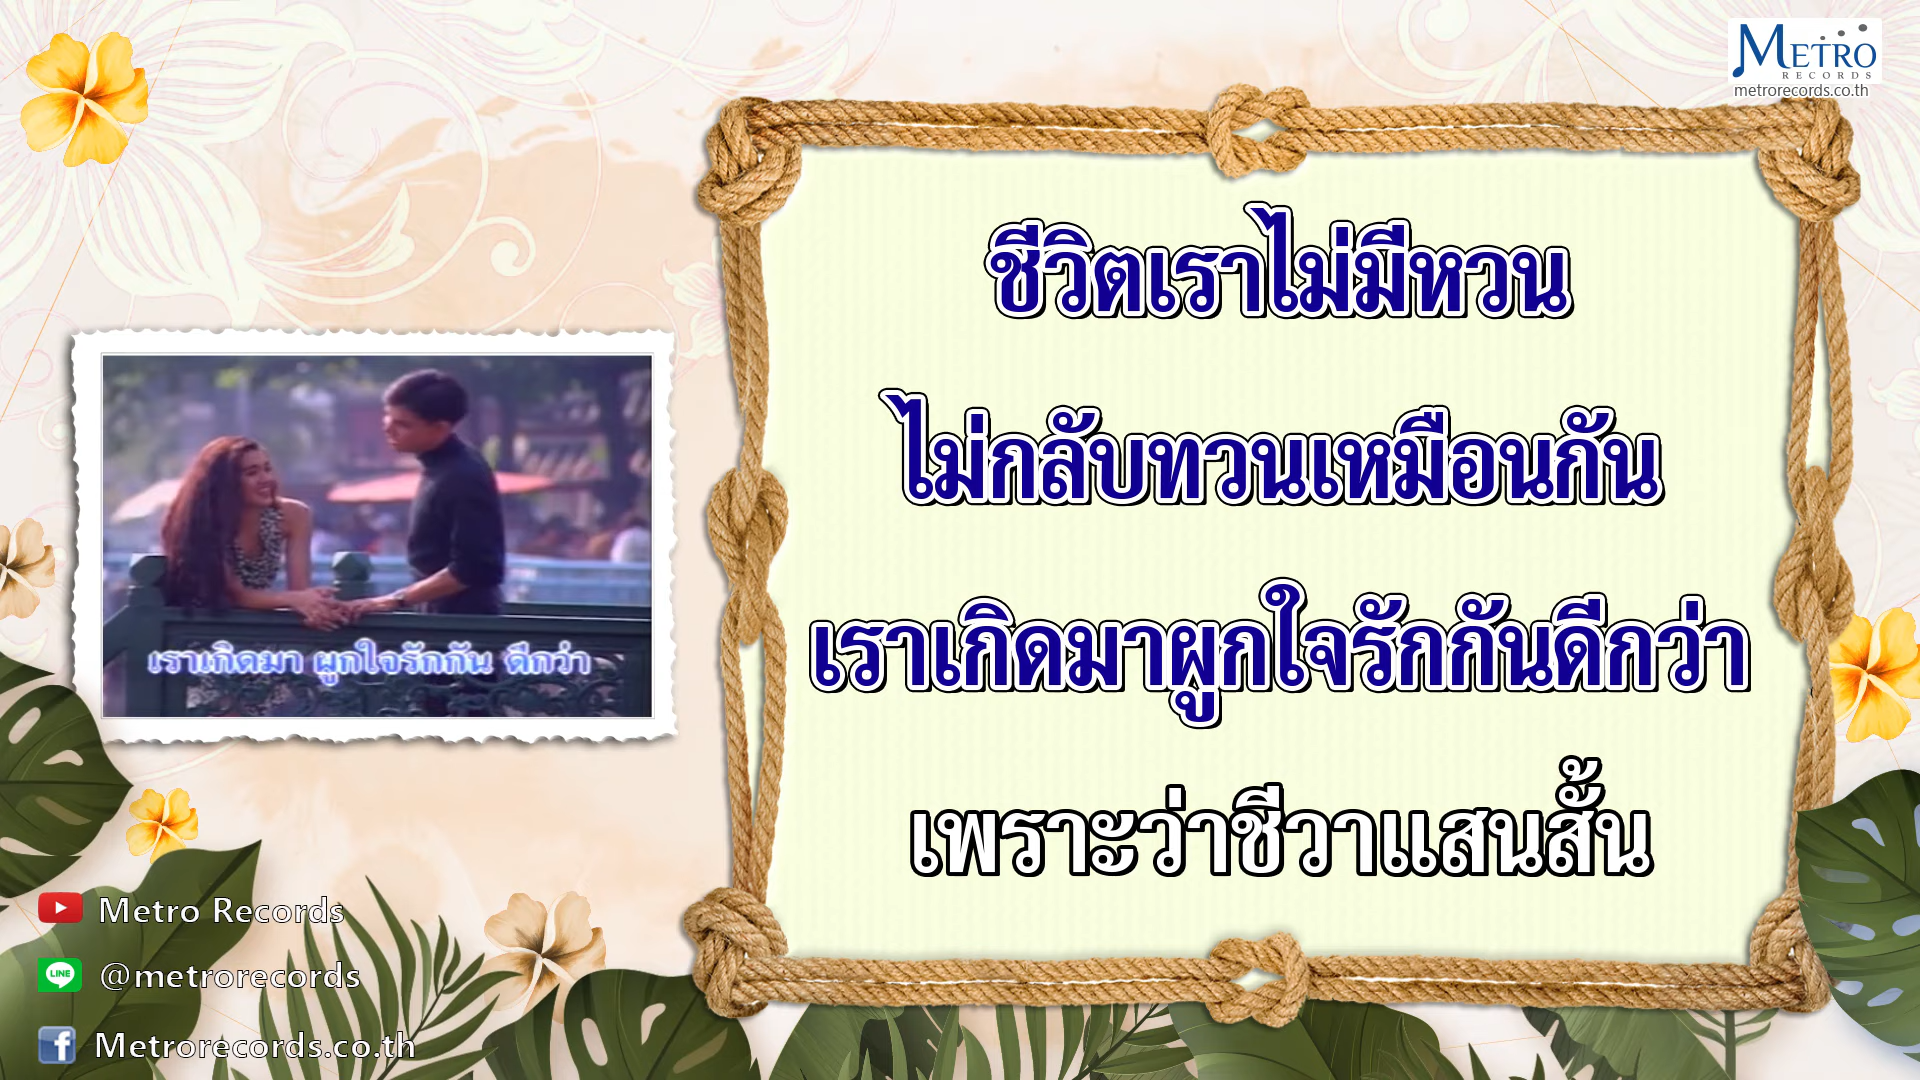 METRO
RECORDS
metrorecords.co.th
ชีวิตเราไม่มีหวน
ไม่กลับทวนเหมือนกัน
เราเกิดมาผูกใจรักกันดีกว่า
เพราะว่าชีวาแสนสั้น
เราเกิดมา ผูกใจรักกัน ดีกว่า
Metro Records
LINE
@metrorecords
f
Metrorecords.co.th